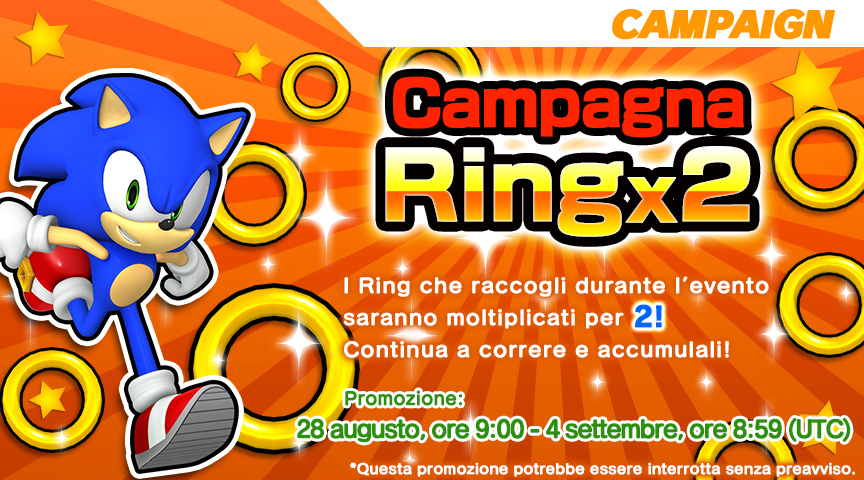 CAMPAIGN
Campagna
Ringx2
I Ring che raccogli durante l'evento
saranno moltiplicati per 2!
Continua a correre e accumulali!
Promozione:
28 augusto, ore 9:00 - 4 settembre, ore 8:59 (UTC)
*Questa promozione potrebbe essere interrotta senza preavviso.